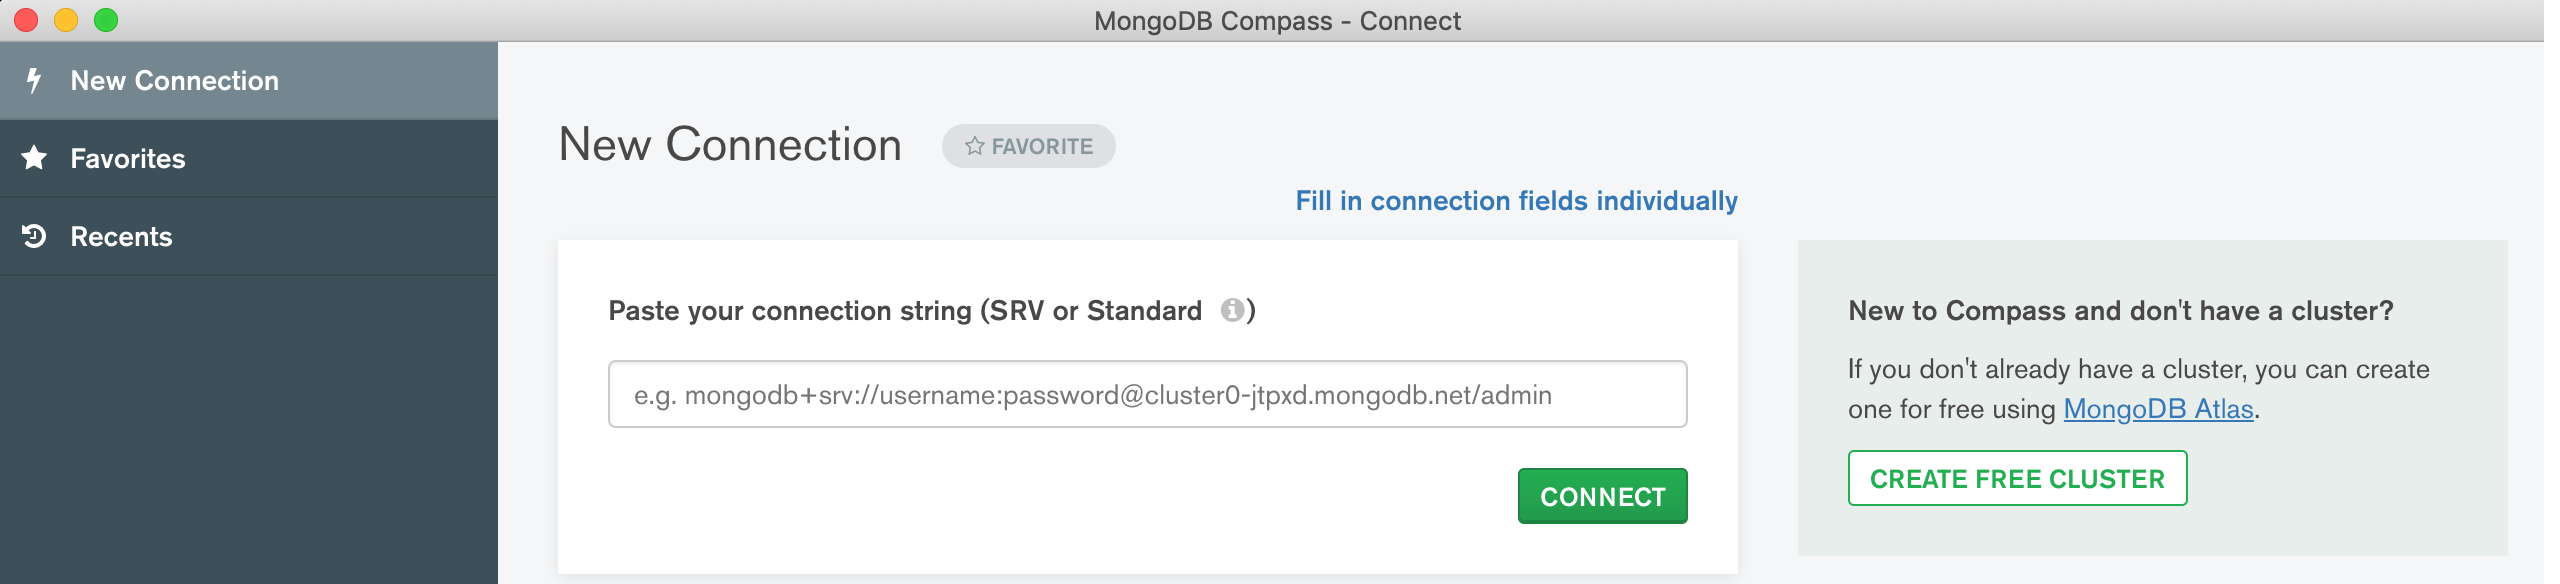 MongoDB Compass - Connect
New Connection
Favorites
Recents
New Connection
FAVORITE
Fill in connection fields individually
Paste your connection string (SRV or Standard i)
e.g. mongodb+srv://username:password@cluster0-jtpxd.mongodb.net/admin
CONNECT
New to Compass and don't have a cluster?
If you don't already have a cluster, you can create
one for free using MongoDB Atlas.
CREATE FREE CLUSTER